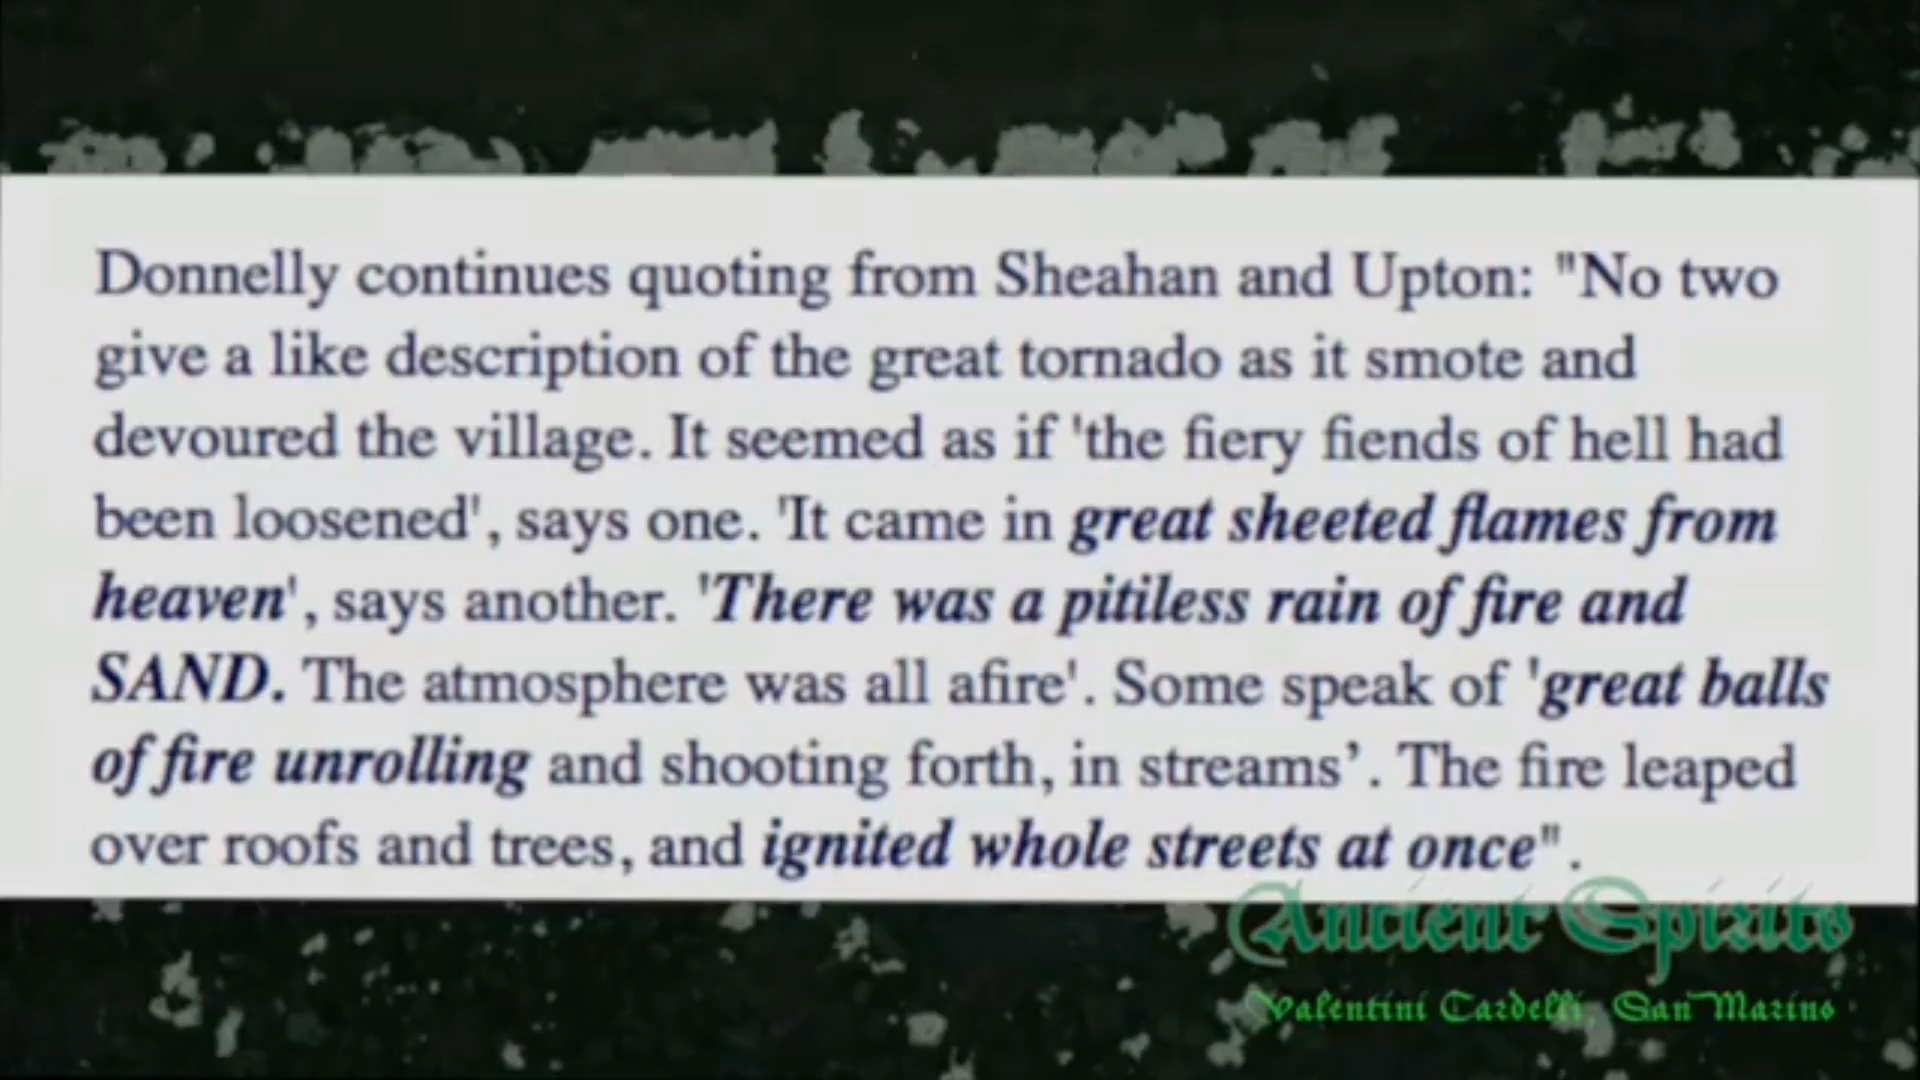 Donnelly continues quoting from Sheahan and Upton: "No two
give a like description of the great tornado as it smote and
devoured the village. It seemed as if 'the fiery fiends of hell had
been loosened', says one. 'It came in great sheeted flames from
heaven', says another. 'There was a pitiless rain of fire and
SAND. The atmosphere was all afire'. Some speak of 'great balls
of fire unrolling and shooting forth, in streams’. The fire leaped
over roofs and trees, and ignited whole streets at once".
Ancient Spirits
Valentini Cardelli, San Marino